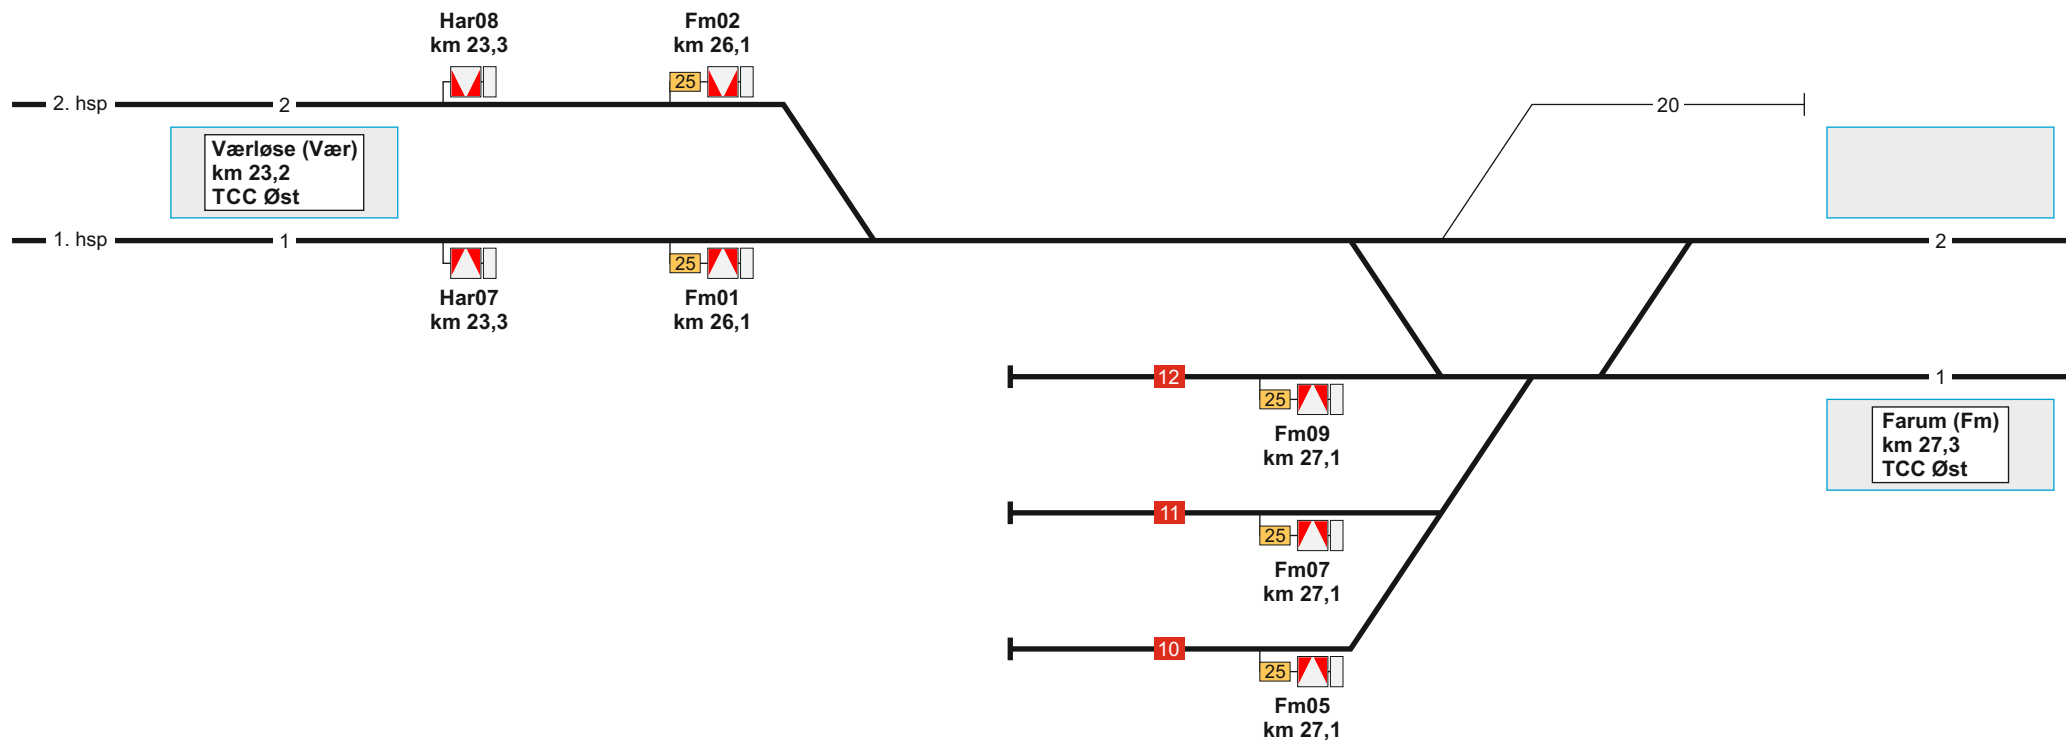 Har08
km 23,3
Fm02
km 26,1
25
2. hsp
2
20
Værløse (Vær)
km 23,2
TCC Øst
1. hsp
1
2
25
Har07
km 23,3
Fm01
km 26,1
12
1
25
Fm09
km 27,1
Farum (Fm)
km 27,3
TCC Øst
11
25
Fm07
km 27,1
10
25
Fm05
km 27,1